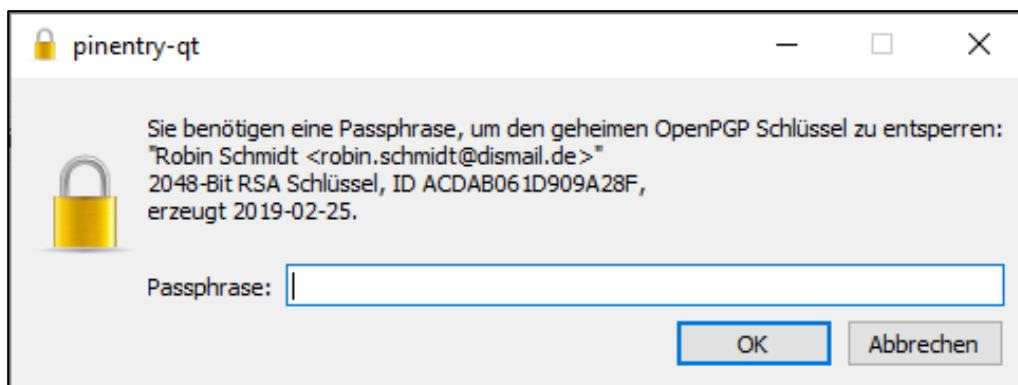 pinentry-qt
Sie benötigen eine Passphrase, um den geheimen OpenPGP Schlüssel zu entsperren:
"Robin Schmidt <robin.schmidt@dismail.de>"
2048-Bit RSA Schlüssel, ID ACDAB061D909A28F,
erzeugt 2019-02-25.
Passphrase:
OK Abbrechen